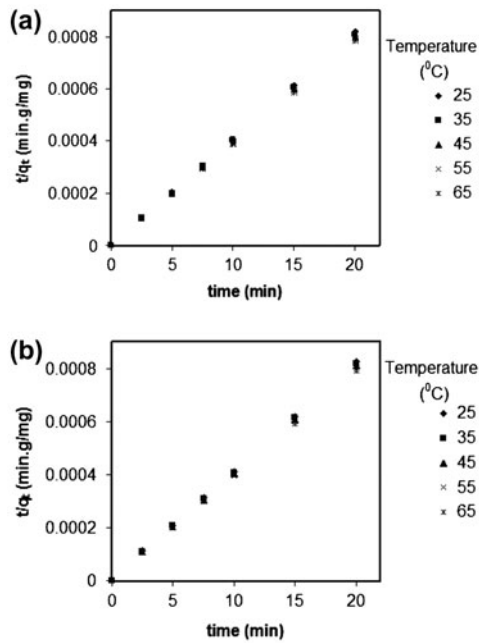 (a)
0.0008
0.0006
0.0004
0.0002
0
t/qt (min.g/mg)
0 5 10 15 20
time (min)
Temperature
(⁰C)
25
35
45
55
65
(b)
0.0008
0.0006
0.0004
0.0002
0
t/qt (min.g/mg)
0 5 10 15 20
time (min)
Temperature
(⁰C)
25
35
45
55
65